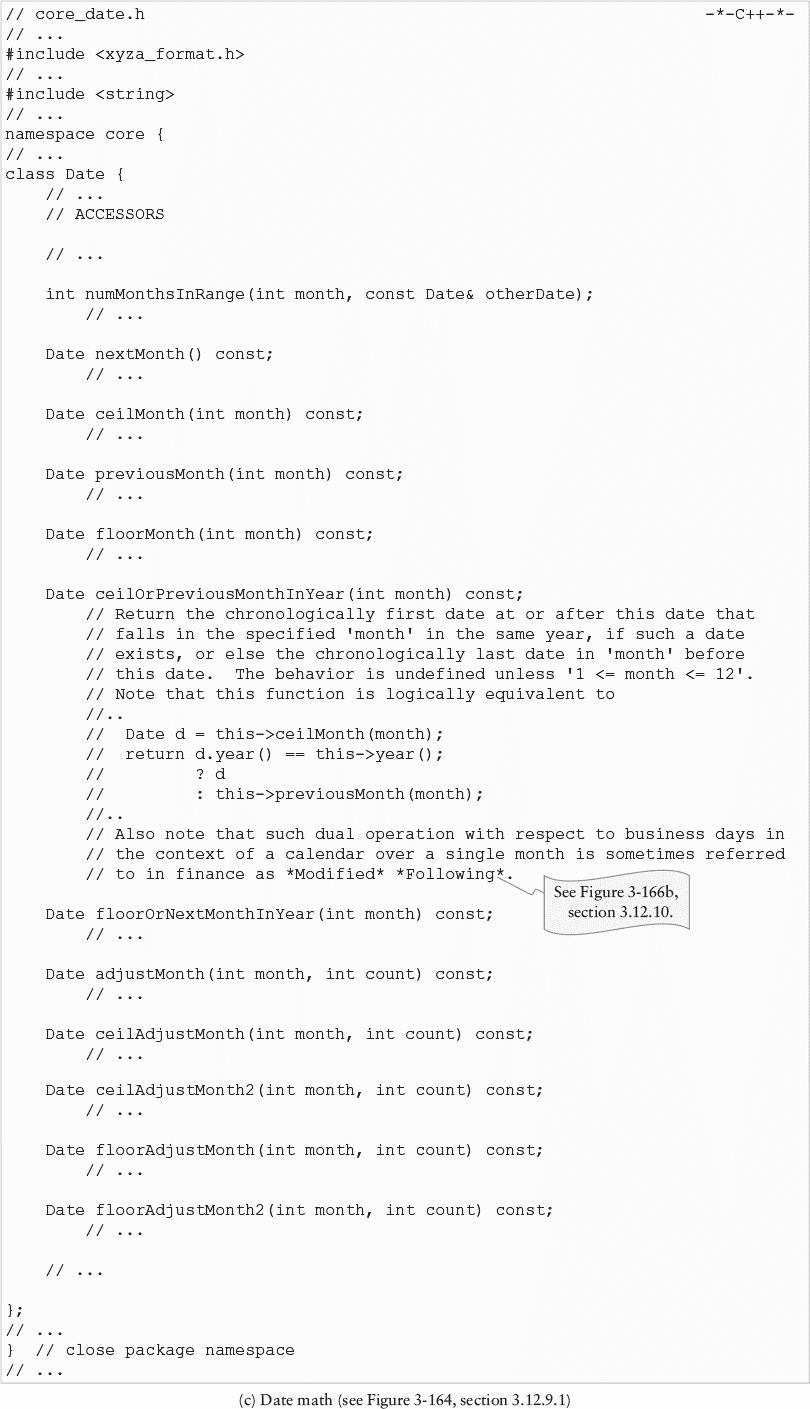 // core_date.h                                                        -*-C++-*-
// ...
#include <xyza_format.h>
// ...
#include <string>
// ...
namespace core {
// ...
class Date {
    // ...
    // ACCESSORS

    // ...

    int numMonthsInRange(int month, const Date& otherDate);
        // ...

    Date nextMonth() const;
        // ...

    Date ceilMonth(int month) const;
        // ...

    Date previousMonth(int month) const;
        // ...

    Date floorMonth(int month) const;
        // ...

    Date ceilOrPreviousMonthInYear(int month) const;
        // Return the chronologically first date at or after this date that
        // falls in the specified 'month' in the same year, if such a date
        // exists, or else the chronologically last date in 'month' before
        // this date.  The behavior is undefined unless '1 <= month <= 12'.
        // Note that this function is logically equivalent to
        //..
        //  Date d = this->ceilMonth(month);
        //  return d.year() == this->year();
        //         ? d
        //         : this->previousMonth(month);
        //..
        // Also note that such dual operation with respect to business days in
        // the context of a calendar over a single month is sometimes referred
        // to in finance as *Modified* *Following*.
See Figure 3-166b,
section 3.12.10.

    Date floorOrNextMonthInYear(int month) const;
        // ...

    Date adjustMonth(int month, int count) const;
        // ...

    Date ceilAdjustMonth(int month, int count) const;
        // ...

    Date ceilAdjustMonth2(int month, int count) const;
        // ...

    Date floorAdjustMonth(int month, int count) const;
        // ...

    Date floorAdjustMonth2(int month, int count) const;
        // ...

    // ...

};
// ...
}  // close package namespace
// ...
(c) Date math (see Figure 3-164, section 3.12.9.1)